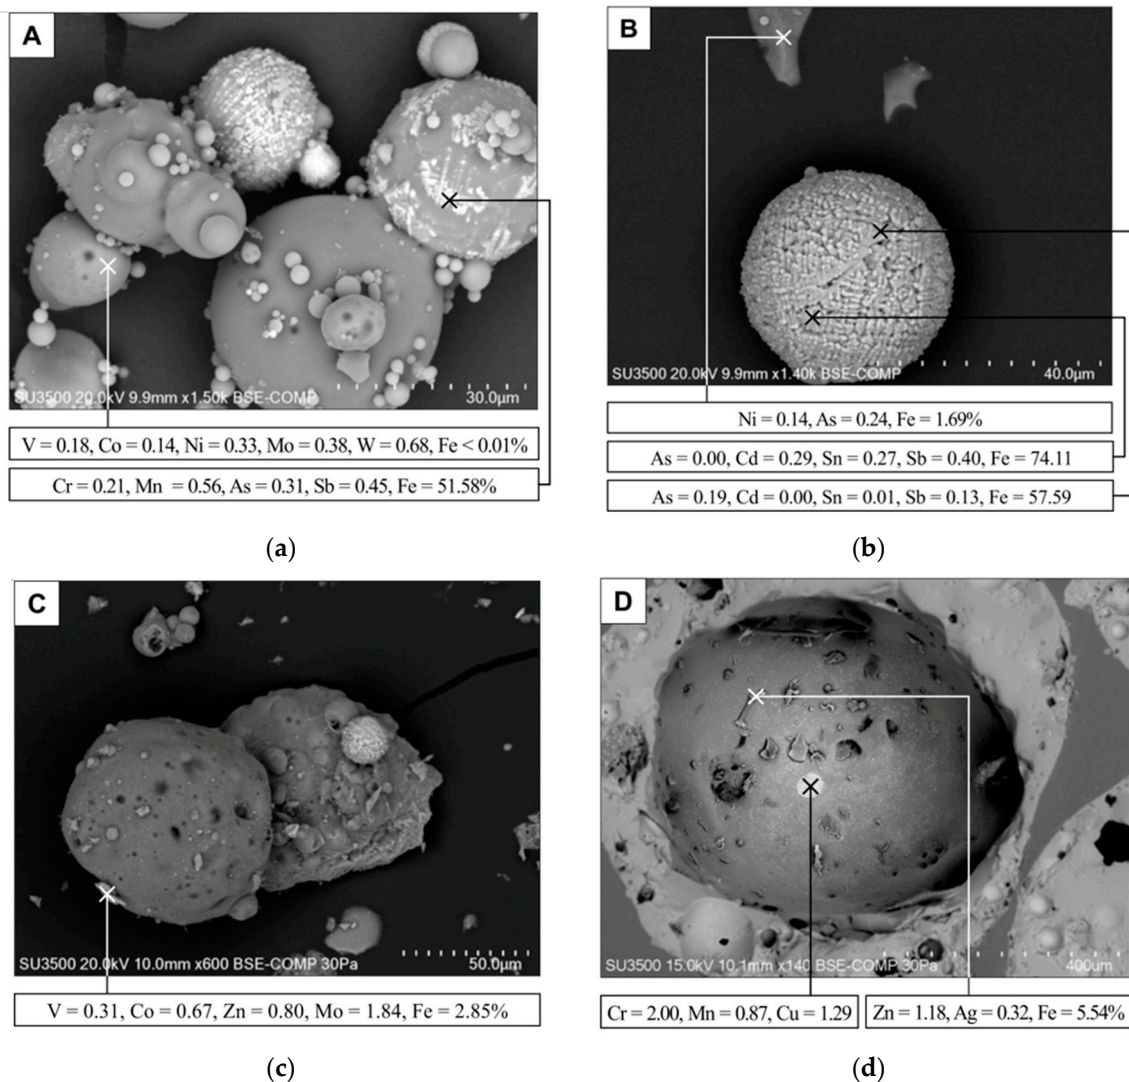 A
SU3500 20.0kV 9.9mm x1.50k BSE-COMP 30.0µm
V = 0.18, Co = 0.14, Ni = 0.33, Mo = 0.38, W = 0.68, Fe < 0.01%
Cr = 0.21, Mn = 0.56, As = 0.31, Sb = 0.45, Fe = 51.58%
(a)
B
SU3500 20.0kV 9.9mm x1.40k BSE-COMP 40.0µm
Ni = 0.14, As = 0.24, Fe = 1.69%
As = 0.00, Cd = 0.29, Sn = 0.27, Sb = 0.40, Fe = 74.11
As = 0.19, Cd = 0.00, Sn = 0.01, Sb = 0.13, Fe = 57.59
(b)
C
SU3500 20.0kV 10.0mm x600 BSE-COMP 30Pa 50.0µm
V = 0.31, Co = 0.67, Zn = 0.80, Mo = 1.84, Fe = 2.85%
(c)
D
SU3500 15.0kV 10.1mm x140 BSE-COMP 30Pa 400µm
Cr = 2.00, Mn = 0.87, Cu = 1.29
Zn = 1.18, Ag = 0.32, Fe = 5.54%
(d)